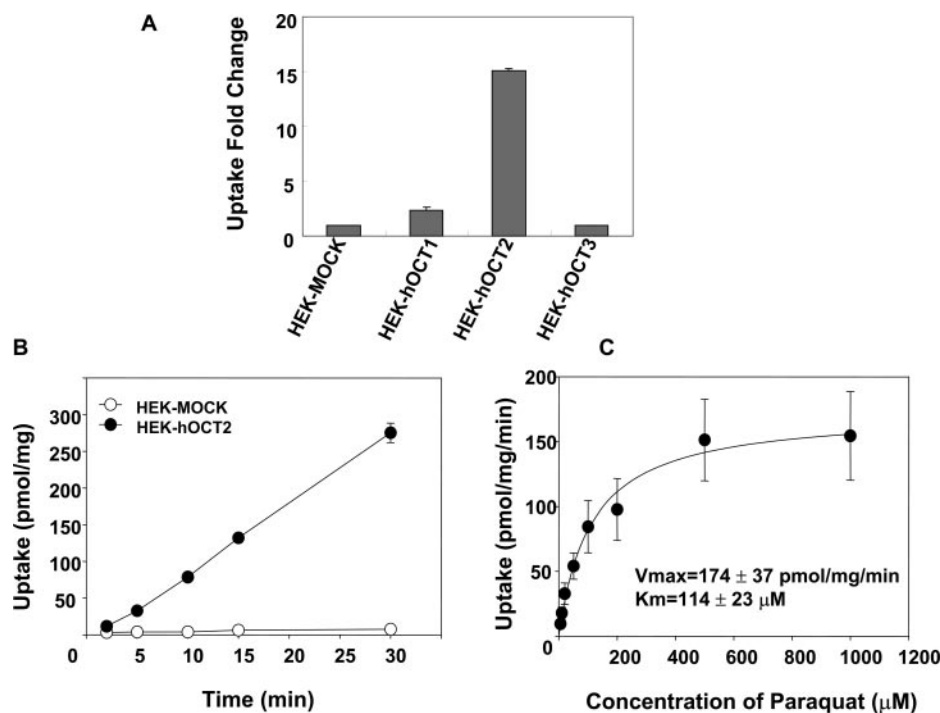 A
Uptake Fold Change
20
15
10
5
0
HEK-MOCK
HEK-hOCT1
HEK-hOCT2
HEK-hOCT3
B
Uptake (pmol/mg)
300
250
200
150
100
50
HEK-MOCK
HEK-hOCT2
0 5 10 15 20 25 30
Time (min)
C
Uptake (pmol/mg/min)
200
150
100
50
0
Vmax=174 ± 37 pmol/mg/min
Km=114 ± 23 μM
200 400 600 800 1000 1200
Concentration of Paraquat (μM)